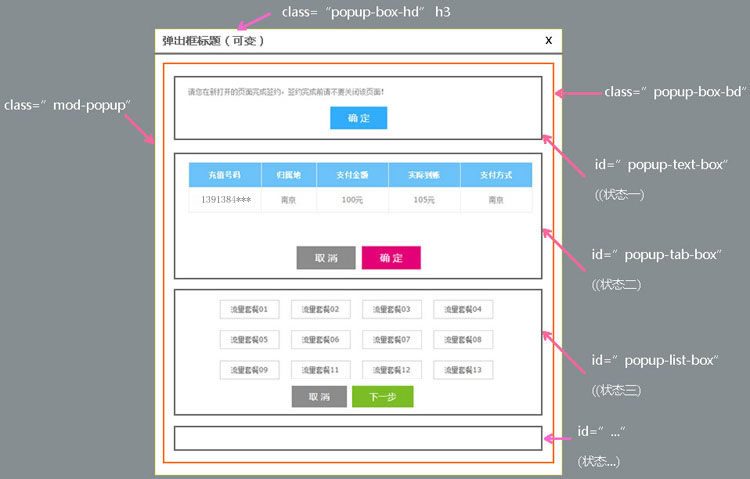 class=“popup-box-hd” h3
弹出框标题(可变)
X
class=”mod-popup”
class=”popup-box-bd”
请您在新打开的页面完成签约,签约完成前请不要关闭该页面!
确 定
id=”popup-text-box”
((状态一)
充值号码 归属地 支付金额 实际到账 支付方式
1391384*** 南京 100元 105元 南京
取 消 确 定
id=”popup-tab-box”
((状态二)
流量套餐01 流量套餐02 流量套餐03 流量套餐04
流量套餐05 流量套餐06 流量套餐07 流量套餐08
流量套餐09 流量套餐11 流量套餐12 流量套餐13
取 消 下一步
id=”popup-list-box”
((状态三)
id=”...”
(状态...)